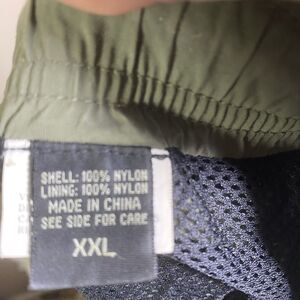 SHELL: 100% NYLON
LINING: 100% NYLON
MADE IN CHINA
SEE SIDE FOR CARE
XXL